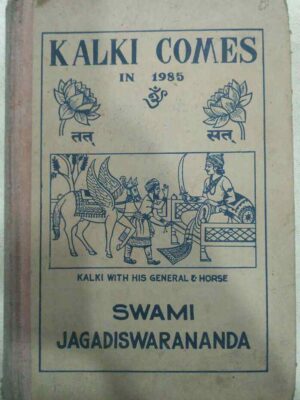 KALKI COMES
IN 1985
ॐ
तत् सत्
KALKI WITH HIS GENERAL & HORSE
SWAMI
JAGADISWARANANDA